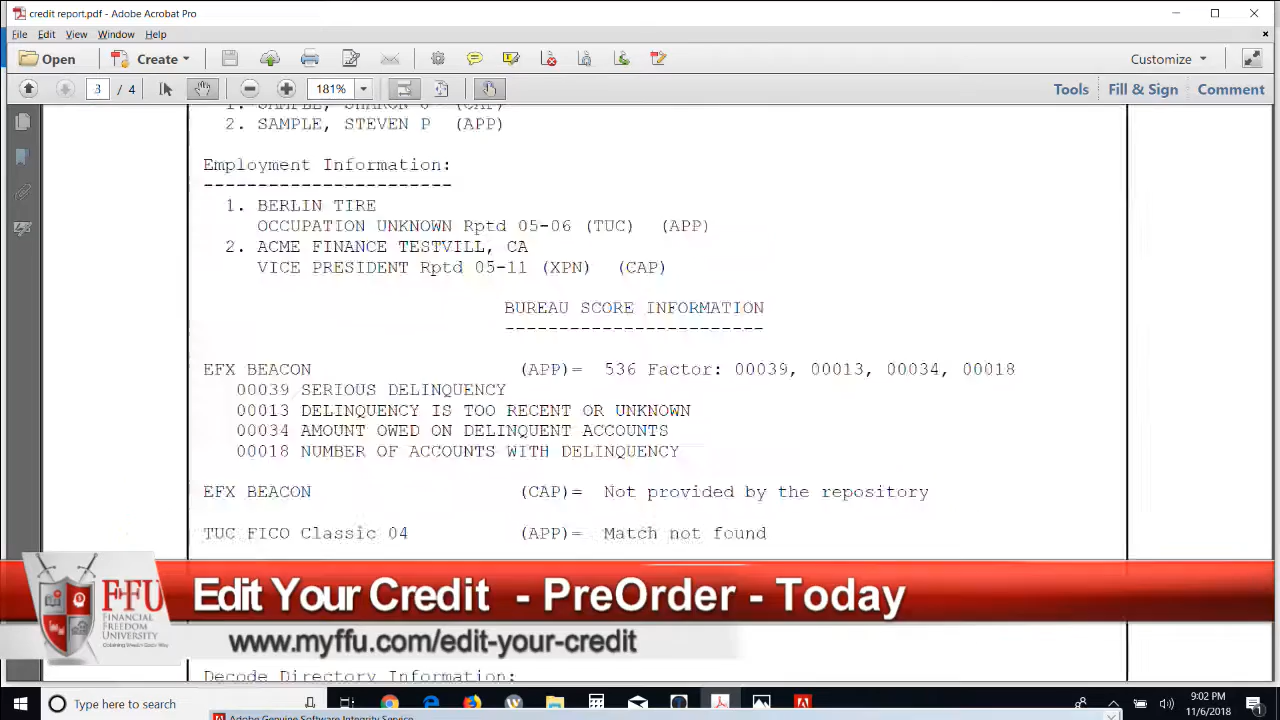 credit report.pdf - Adobe Acrobat Pro
File Edit View Window Help
Open Create Customize
3 / 4 181% Tools Fill & Sign Comment
1. SAMPLE, SHARON (CAP)
2. SAMPLE, STEVEN P (APP)
Employment Information:
-----------------------
1. BERLIN TIRE
OCCUPATION UNKNOWN Rptd 05-06 (TUC) (APP)
2. ACME FINANCE TESTVILL, CA
VICE PRESIDENT Rptd 05-11 (XPN) (CAP)
BUREAU SCORE INFORMATION
------------------------
EFX BEACON (APP)= 536 Factor: 00039, 00013, 00034, 00018
00039 SERIOUS DELINQUENCY
00013 DELINQUENCY IS TOO RECENT OR UNKNOWN
00034 AMOUNT OWED ON DELINQUENT ACCOUNTS
00018 NUMBER OF ACCOUNTS WITH DELINQUENCY
EFX BEACON (CAP)= Not provided by the repository
TUC FICO Classic 04 (APP)= Match not found
FFU
FINANCIAL
FREEDOM
UNIVERSITY
Edit Your Credit - PreOrder - Today
www.myffu.com/edit-your-credit
Decode Directory Information:
Type here to search
9:02 PM
11/6/2018
Adobe Genuine Software Integrity Service